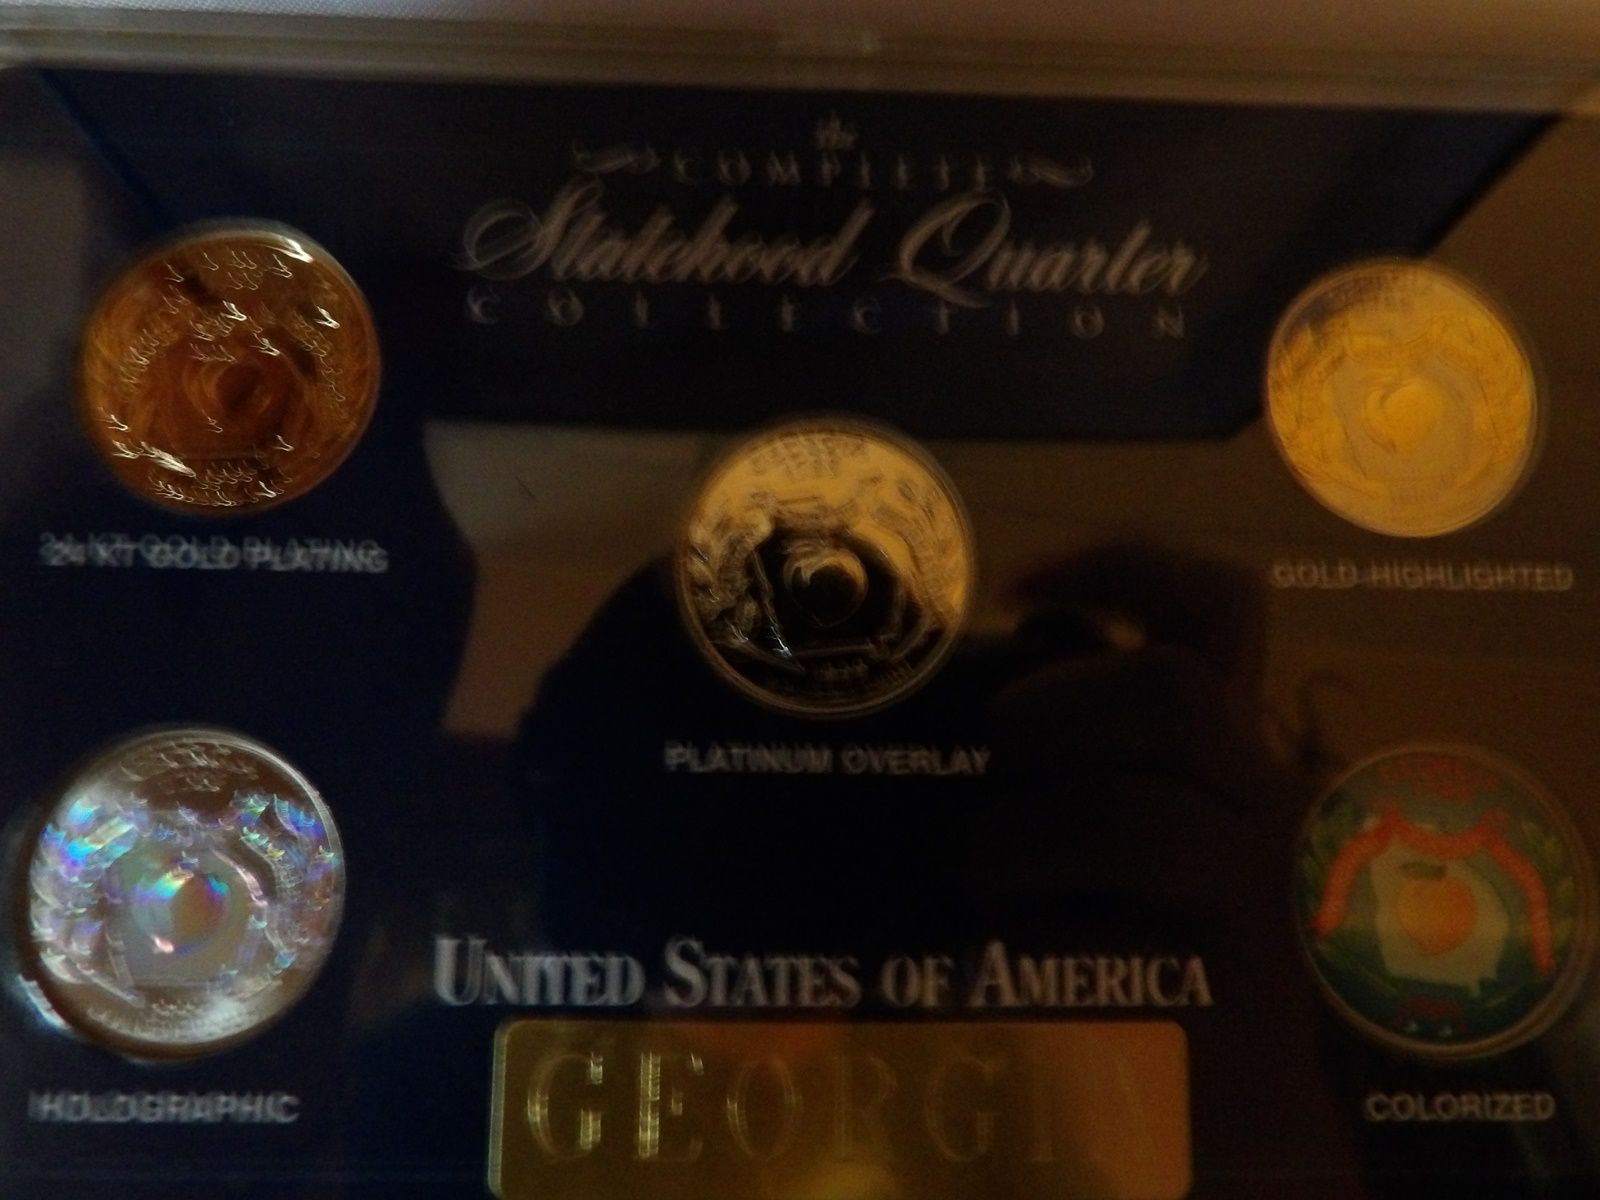 the
COMPLETE
Statehood Quarter
COLLECTION
24 KT GOLD PLATING
GOLD HIGHLIGHTED
PLATINUM OVERLAY
UNITED STATES OF AMERICA
HOLOGRAPHIC
COLORIZED